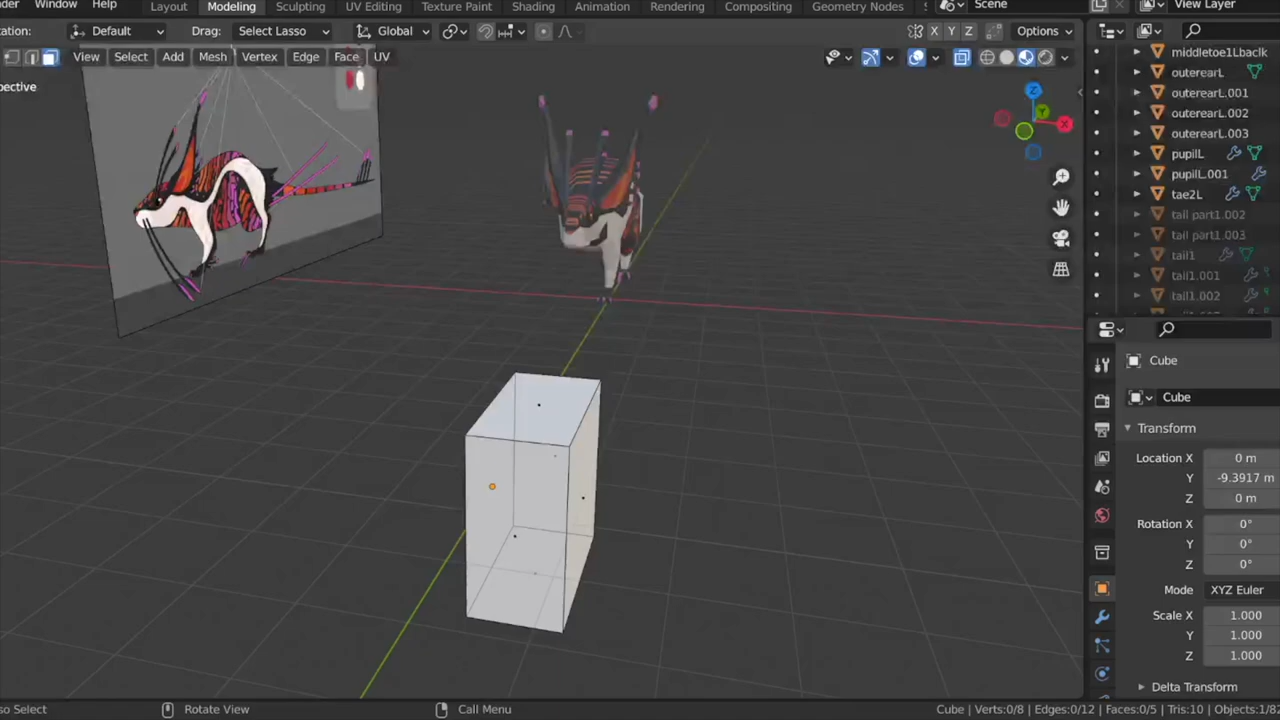 der Window Help
Layout Modeling Sculpting UV Editing Texture Paint Shading Animation Rendering Compositing Geometry Nodes Scene View Layer
ation: Default Drag: Select Lasso Global X Y Z Options
View Select Add Mesh Vertex Edge Face UV
spective
Z
Y
X
middletoe1Lbaclk
outerearL
outerearL.001
outerearL.002
outerearL.003
pupilL
pupilL.001
tae2L
tail part1.002
tail part1.003
tail1
tail1.001
tail1.002
Cube
Cube
Transform
Location X 0 m
Y -9.3917 m
Z 0 m
Rotation X 0°
Y 0°
Z 0°
Mode XYZ Euler
Scale X 1.000
Y 1.000
Z 1.000
Delta Transform
so Select Rotate View Call Menu Cube | Verts:0/8 | Edges:0/12 | Faces:0/5 | Tris:10 | Objects:1/82